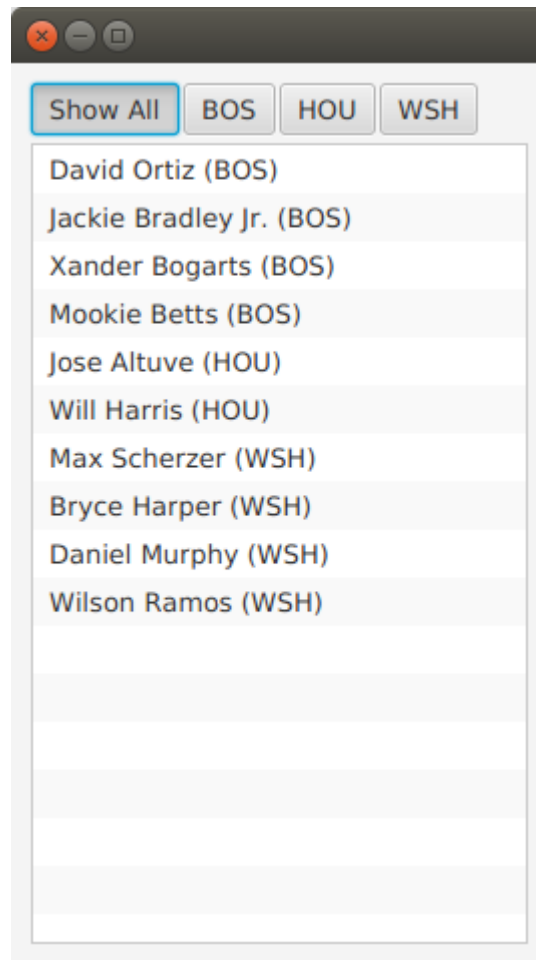 Show All BOS HOU WSH
David Ortiz (BOS)
Jackie Bradley Jr. (BOS)
Xander Bogarts (BOS)
Mookie Betts (BOS)
Jose Altuve (HOU)
Will Harris (HOU)
Max Scherzer (WSH)
Bryce Harper (WSH)
Daniel Murphy (WSH)
Wilson Ramos (WSH)